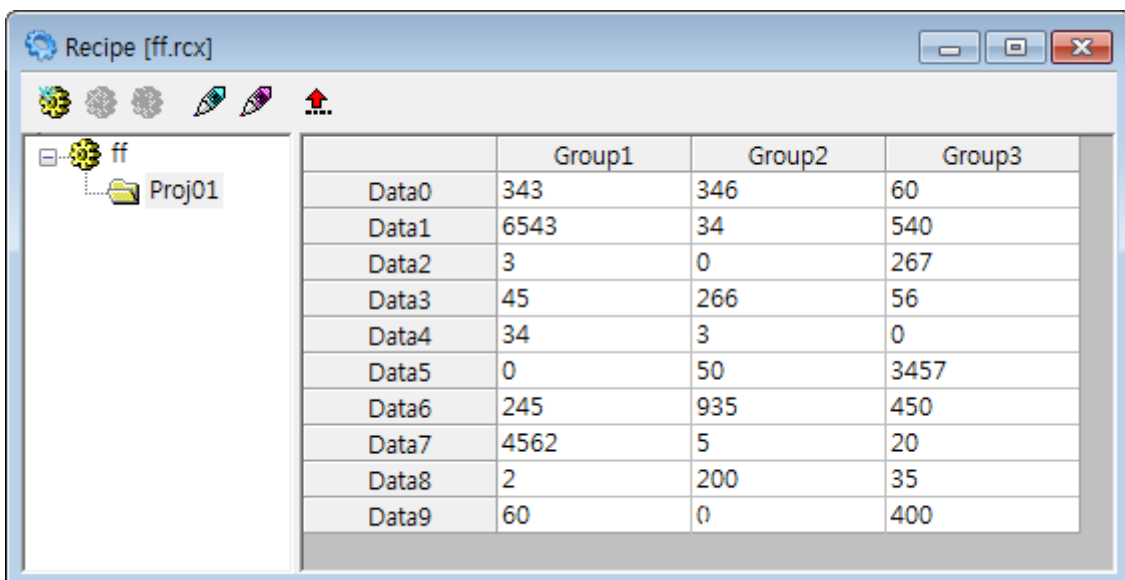 Recipe [ff.rcx]
ff
Proj01
Group1 Group2 Group3
Data0 343 346 60
Data1 6543 34 540
Data2 3 0 267
Data3 45 266 56
Data4 34 3 0
Data5 0 50 3457
Data6 245 935 450
Data7 4562 5 20
Data8 2 200 35
Data9 60 0 400